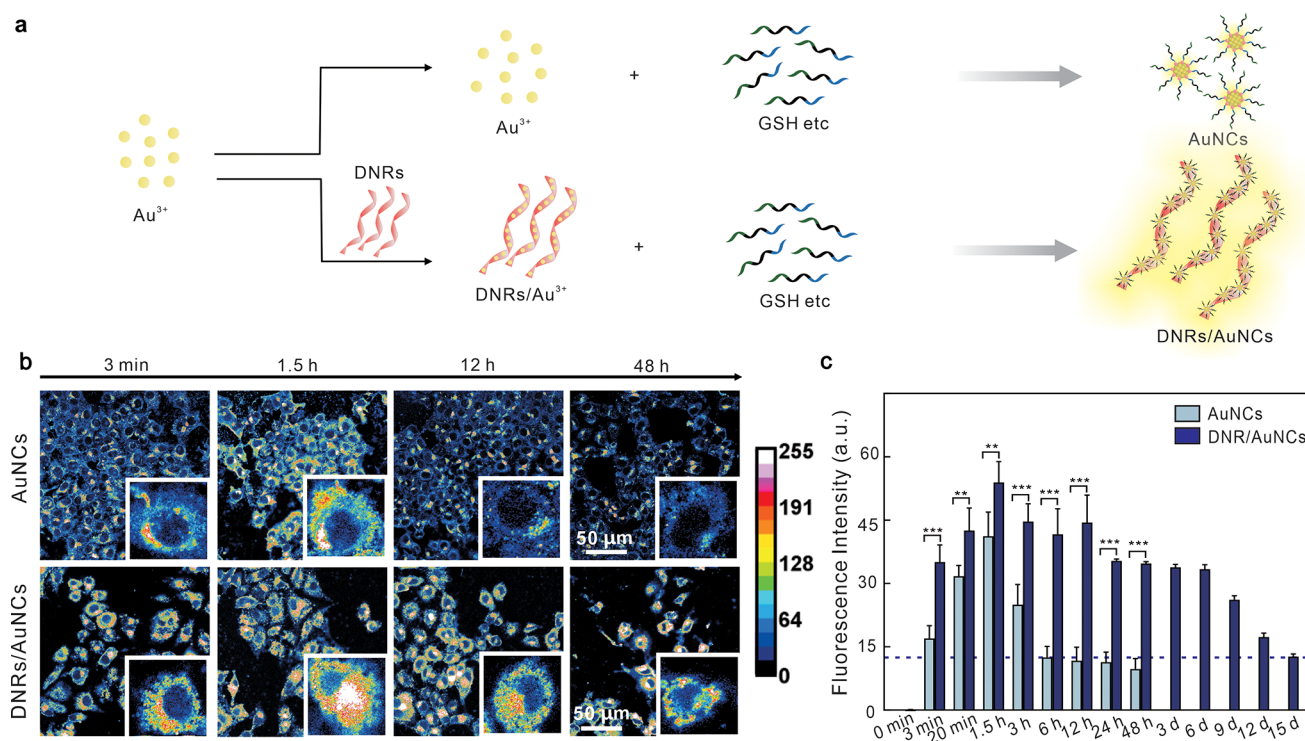 a
Au³⁺
Au³⁺
+
GSH etc
AuNCs
DNRs
DNRs/Au³⁺
+
GSH etc
DNRs/AuNCs
b
3 min
1.5 h
12 h
48 h
AuNCs
50 µm
DNRs/AuNCs
50 µm
255
191
128
64
0
c
AuNCs
DNR/AuNCs
Fluorescence Intensity (a.u.)
60
45
30
15
0
***
**
**
***
***
***
***
***
0 min
3 min
20 min
1.5 h
3 h
6 h
12 h
24 h
48 h
3 d
6 d
9 d
12 d
15 d